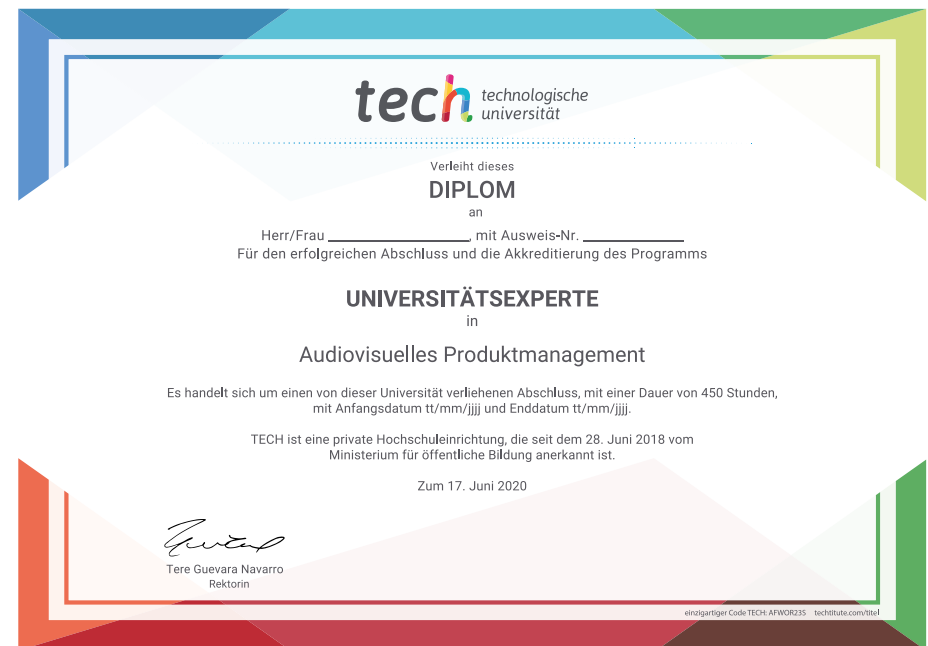 tech technologische
universität
Verleiht dieses
DIPLOM
an
Herr/Frau ____________________, mit Ausweis-Nr. ______________
Für den erfolgreichen Abschluss und die Akkreditierung des Programms
UNIVERSITÄTSEXPERTE
in
Audiovisuelles Produktmanagement
Es handelt sich um einen von dieser Universität verliehenen Abschluss, mit einer Dauer von 450 Stunden,
mit Anfangsdatum tt/mm/jjjj und Enddatum tt/mm/jjjj.
TECH ist eine private Hochschuleinrichtung, die seit dem 28. Juni 2018 vom
Ministerium für öffentliche Bildung anerkannt ist.
Zum 17. Juni 2020
Tere Guevara Navarro
Rektorin
einzigartiger Code TECH: AFWOR23S techtitute.com/titel